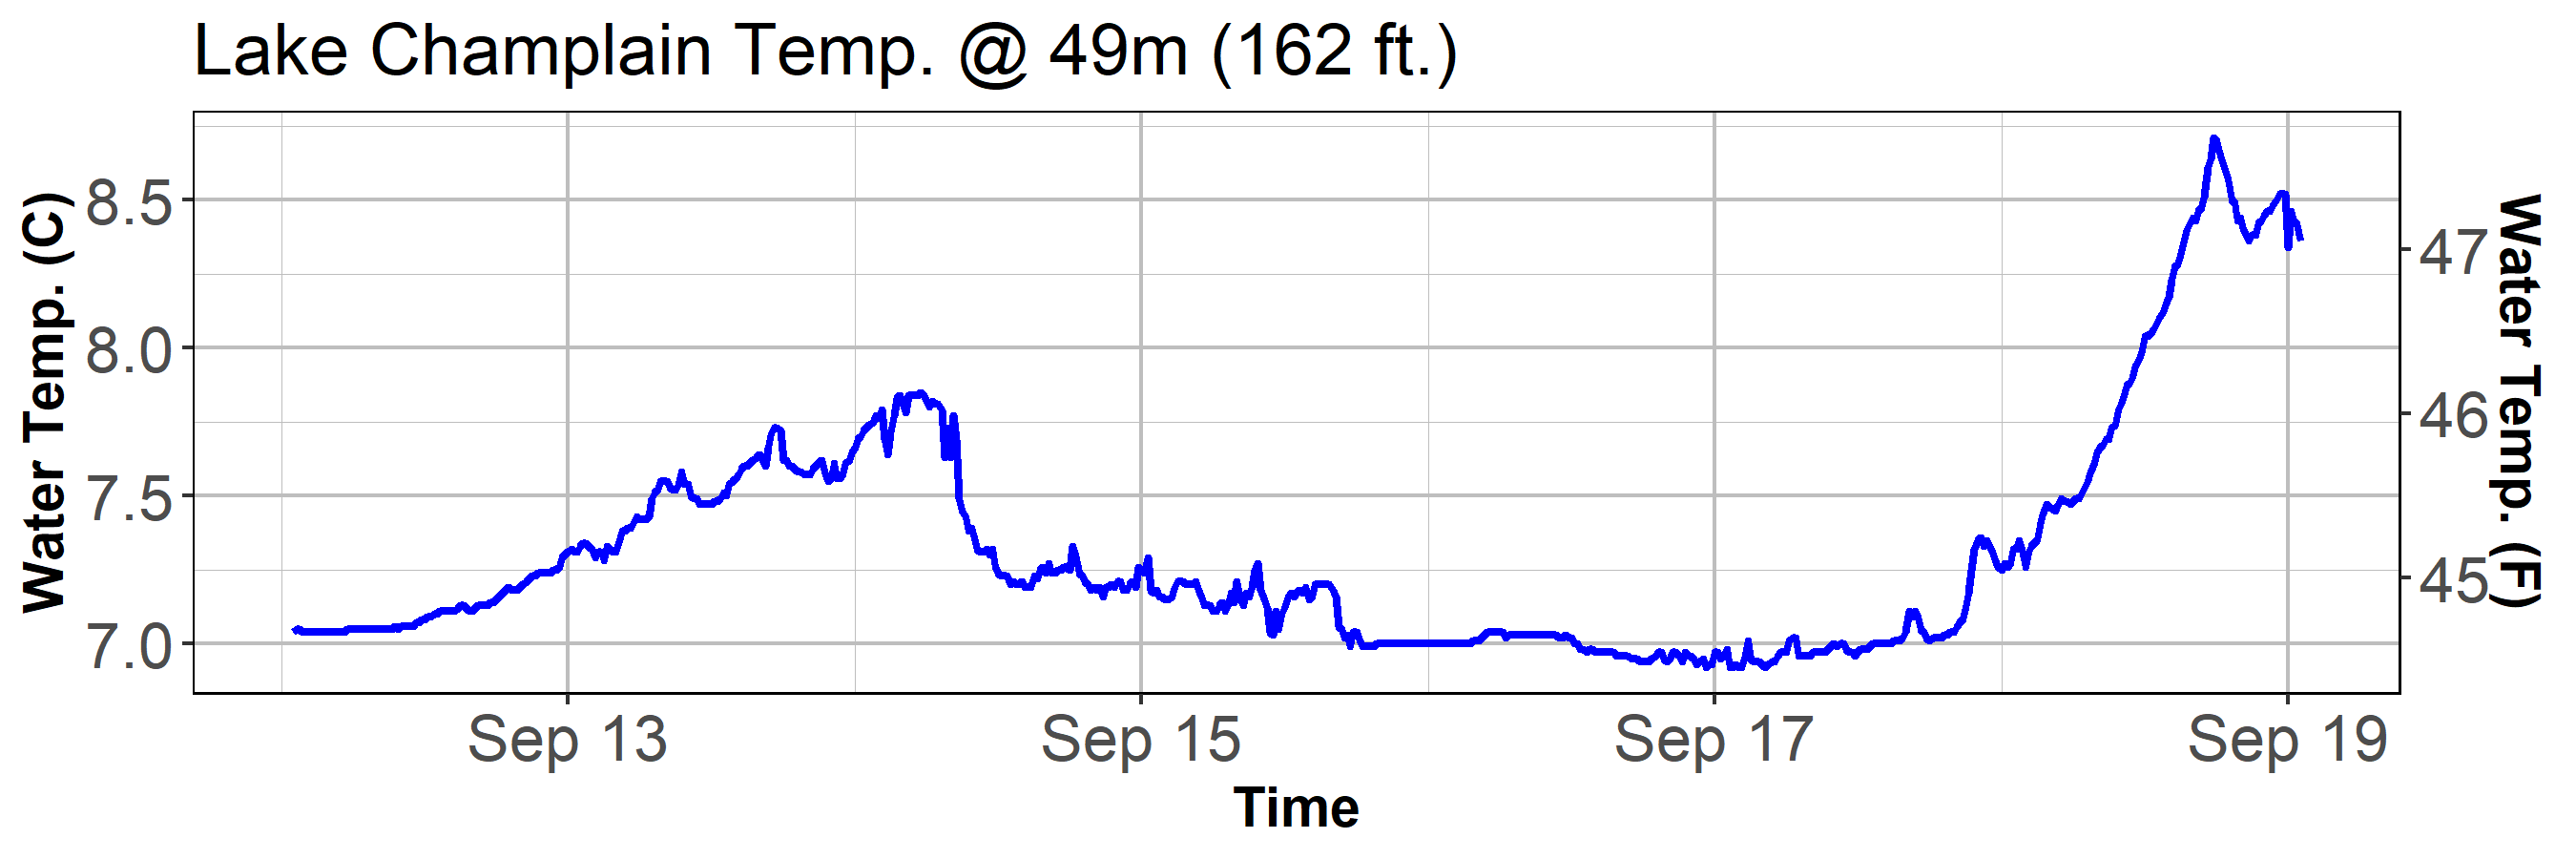 Lake Champlain Temp. @ 49m (162 ft.)
Water Temp. (C)
8.5
8.0
7.5
7.0
47
46
45
Water Temp. (F)
Sep 13 Sep 15 Sep 17 Sep 19
Time